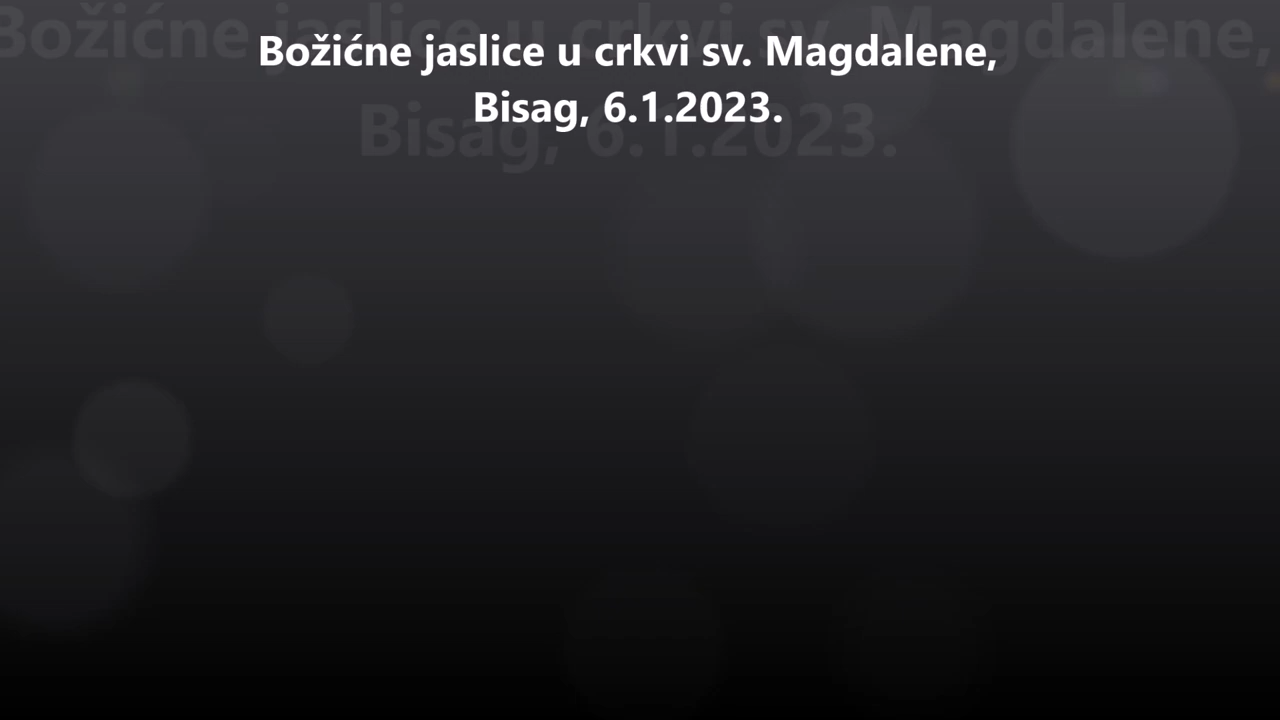 Božićne jaslice u crkvi sv. Magdalene,
Bisag, 6.1.2023.